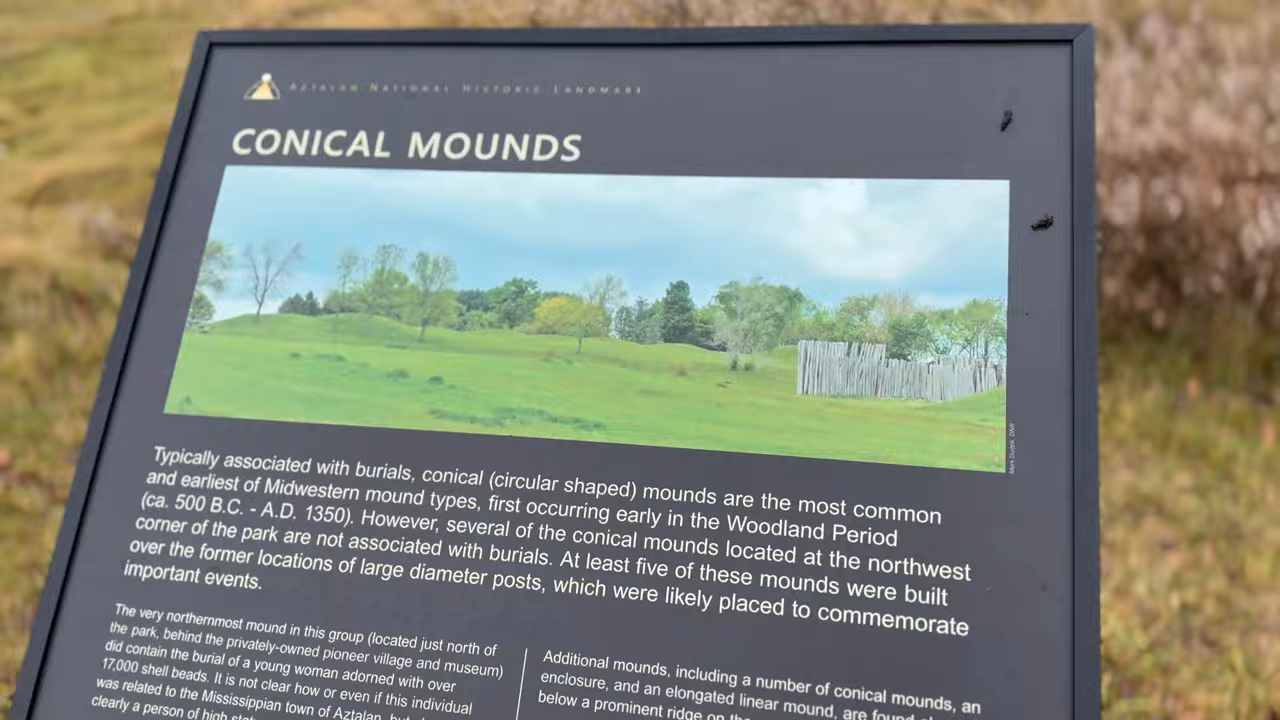 AZTALAN NATIONAL HISTORIC LANDMARK
CONICAL MOUNDS
Mark Dudzik, DNR
Typically associated with burials, conical (circular shaped) mounds are the most common
and earliest of Midwestern mound types, first occurring early in the Woodland Period
(ca. 500 B.C. - A.D. 1350). However, several of the conical mounds located at the northwest
corner of the park are not associated with burials. At least five of these mounds were built
over the former locations of large diameter posts, which were likely placed to commemorate
important events.
The very northernmost mound in this group (located just north of
the park, behind the privately-owned pioneer village and museum)
did contain the burial of a young woman adorned with over
17,000 shell beads. It is not clear how or even if this individual
was related to the Mississippian town of Aztalan, but
clearly a person of high
Additional mounds, including a number of conical mounds, an
enclosure, and an elongated linear mound, are found
below a prominent ridge on